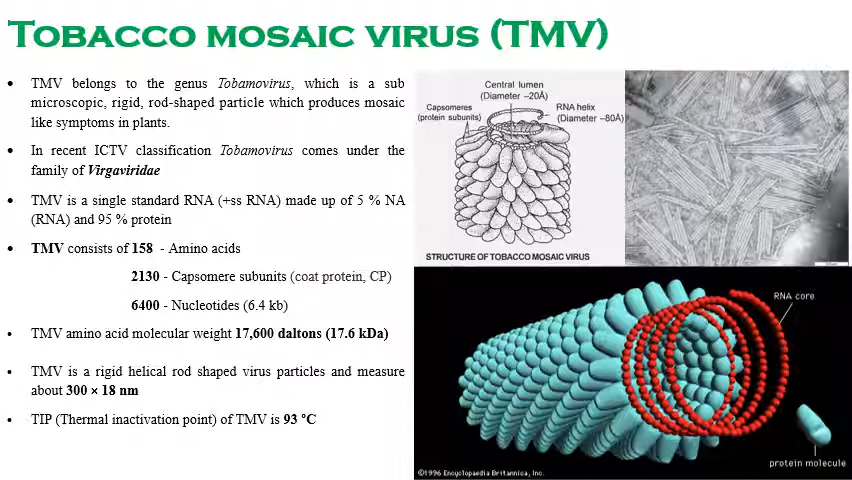 TOBACCO MOSAIC VIRUS (TMV)
• TMV belongs to the genus Tobamovirus, which is a sub
microscopic, rigid, rod-shaped particle which produces mosaic
like symptoms in plants.
• In recent ICTV classification Tobamovirus comes under the
family of Virgaviridae
• TMV is a single standard RNA (+ss RNA) made up of 5 % NA
(RNA) and 95 % protein
• TMV consists of 158 - Amino acids
2130 - Capsomere subunits (coat protein, CP)
6400 - Nucleotides (6.4 kb)
• TMV amino acid molecular weight 17,600 daltons (17.6 kDa)
• TMV is a rigid helical rod shaped virus particles and measure
about 300 × 18 nm
• TIP (Thermal inactivation point) of TMV is 93 °C
Central lumen
(Diameter ~20Å)
Capsomeres
(protein subunits)
RNA helix
(Diameter ~80Å)
STRUCTURE OF TOBACCO MOSAIC VIRUS
RNA core
protein molecule
©1996 Encyclopaedia Britannica, Inc.